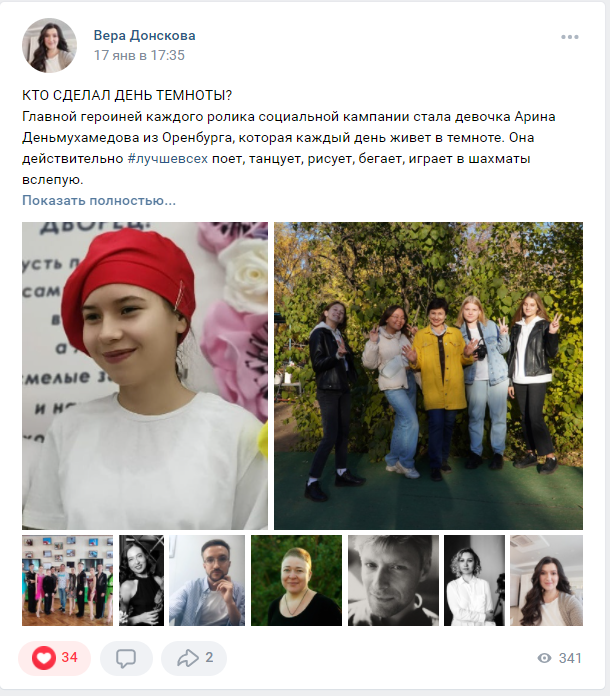 Вера Донскова
17 янв в 17:35
КТО СДЕЛАЛ ДЕНЬ ТЕМНОТЫ?
Главной героиней каждого ролика социальной кампании стала девочка Арина
Деньмухамедова из Оренбурга, которая каждый день живет в темноте. Она
действительно #лучшевсех поет, танцует, рисует, бегает, играет в шахматы
вслепую.
Показать полностью...
ДВОРЕЦ!
усть
сам
в
а
мелые
и на
34
2
341